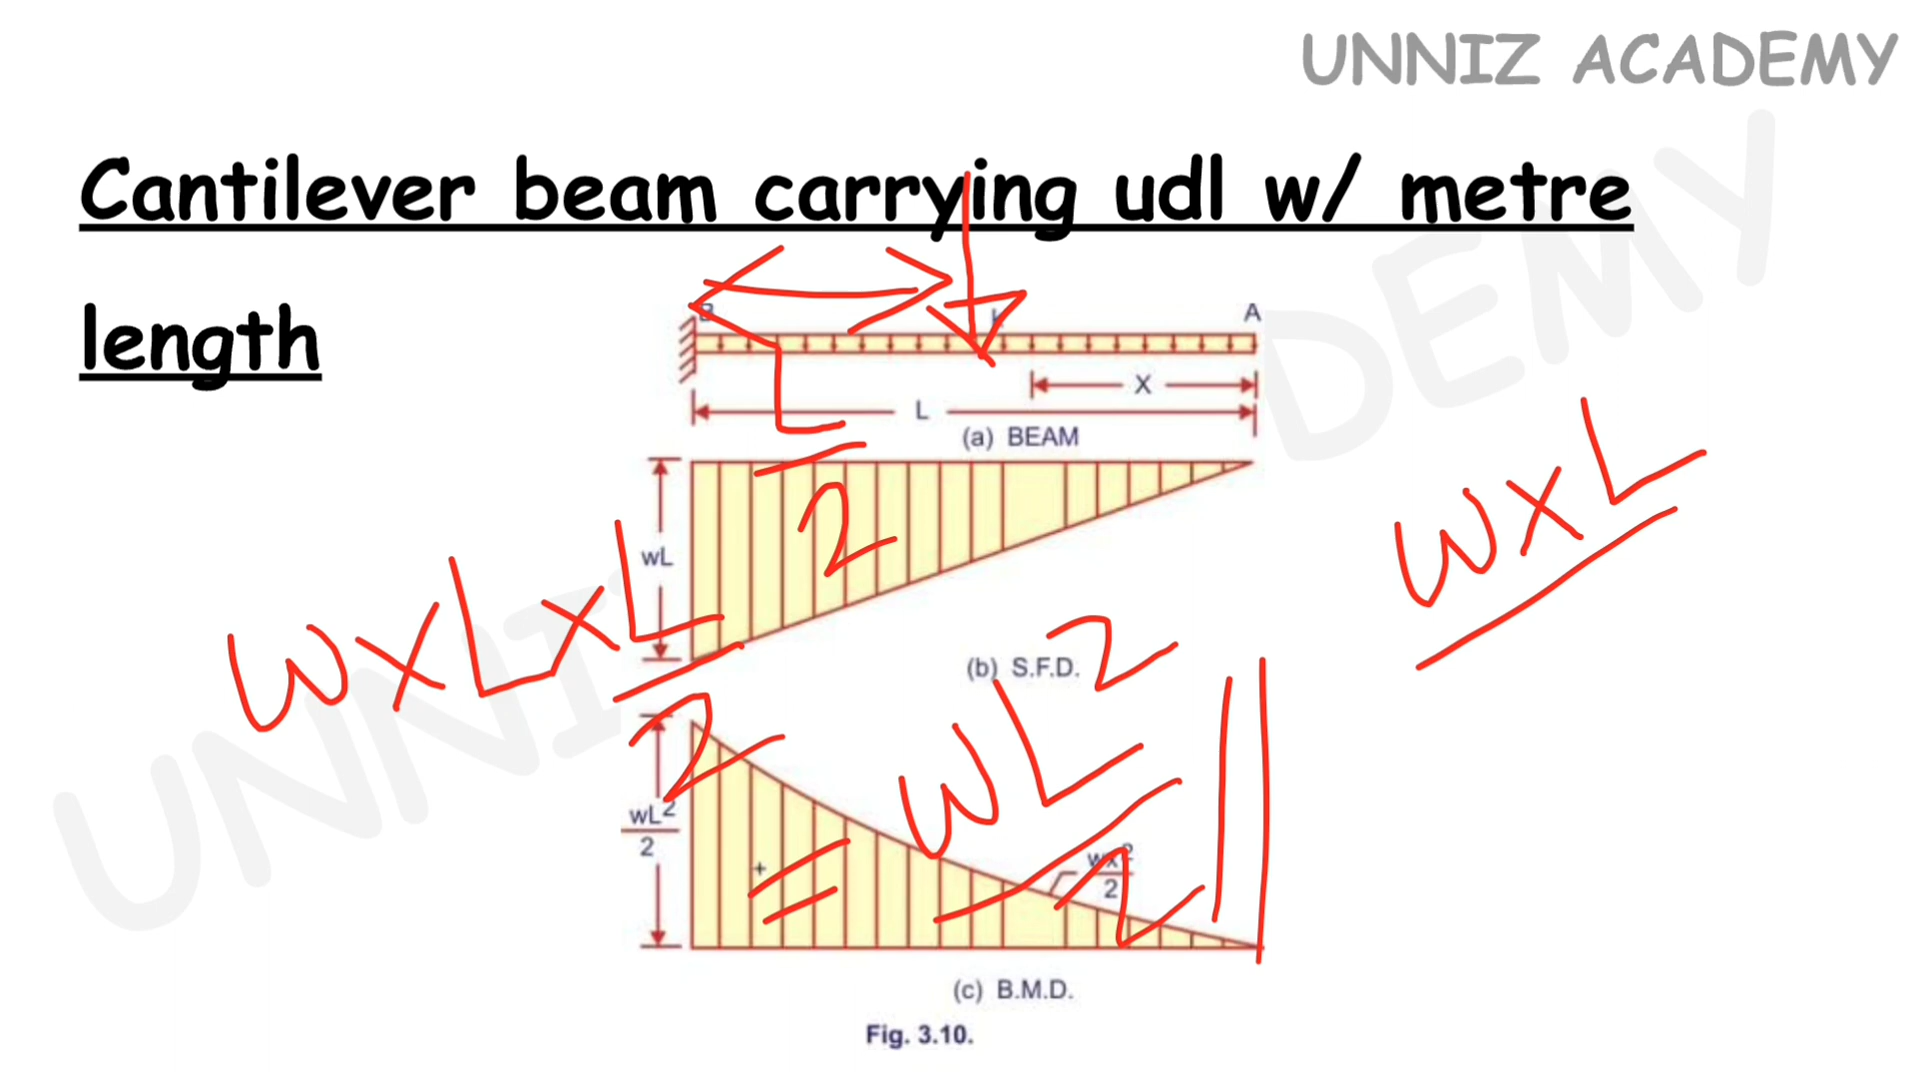 UNNIZ ACADEMY
Cantilever beam carrying udl w/ metre
length
B
A
X
L
(a) BEAM
L
2
wL
w×L
w×L×L
2
(b) S.F.D.
wL²
2
wL²
2
+
=
wx²
2
(c) B.M.D.
Fig. 3.10.